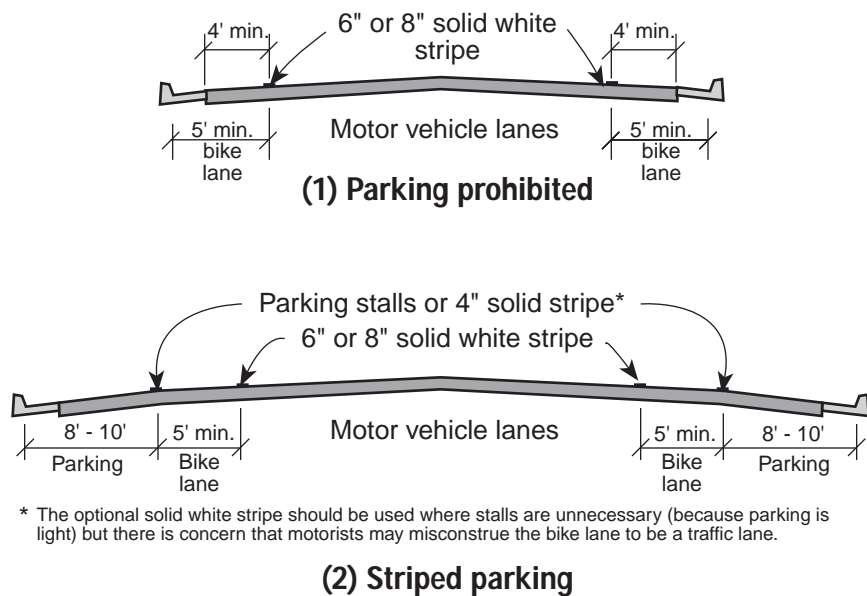 4' min.
6" or 8" solid white
stripe
4' min.
5' min.
bike
lane
Motor vehicle lanes
5' min.
bike
lane
(1) Parking prohibited
Parking stalls or 4" solid stripe*
6" or 8" solid white stripe
8' - 10'
Parking
5' min.
Bike
lane
Motor vehicle lanes
5' min.
Bike
lane
8' - 10'
Parking
* The optional solid white stripe should be used where stalls are unnecessary (because parking is
light) but there is concern that motorists may misconstrue the bike lane to be a traffic lane.
(2) Striped parking